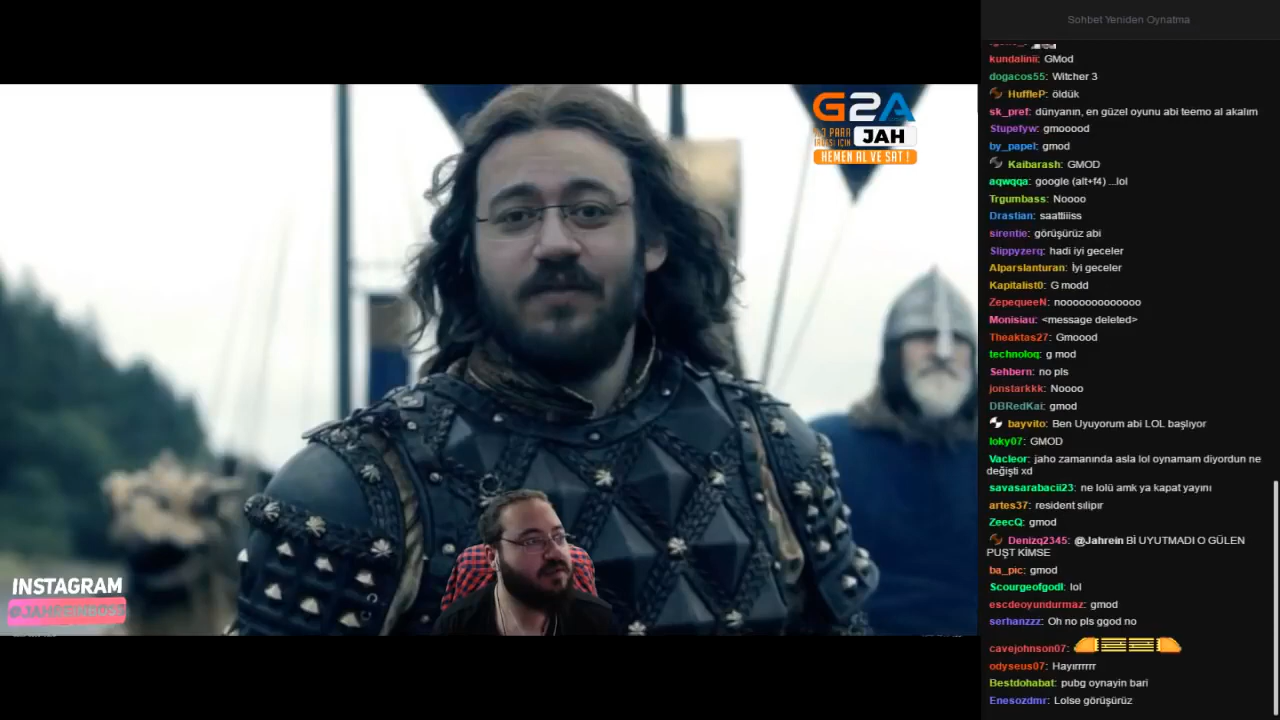 G2A
JAH
HEMEN AL VE SAT !
INSTAGRAM
@JAHBOMBOSS
Sohbet Yeniden Oynatma
kundalinii: GMod
dogacos55: Witcher 3
HuffleP: öldük
sk_pref: dünyanın, en güzel oyunu abi teemo al akalım
Stupefyw: gmooood
by_papel: gmod
Kaibarash: GMOD
aqwqqa: google (alt+f4) ...lol
Trgumbass: Noooo
Drastian: saattiiiss
sirentie: görüşürüz abi
Slippyzerq: hadi iyi geceler
Alparslanturan: İyi geceler
Kapitalist0: G modd
ZepequeeN: nooooooooooooo
Monisiau: <message deleted>
Theaktas27: Gmoood
technoloq: g mod
Sehbern: no pls
jonstarkkk: Noooo
DBRedKai: gmod
bayvito: Ben Uyuyorum abi LOL başlıyor
loky07: GMOD
Vacleor: jaho zamanında asla lol oynamam diyordun ne
değişti xd
savasarabacii23: ne lolü amk ya kapat yayını
artes37: resident sılıpır
ZeecQ: gmod
Denizq2345: @Jahrein Bİ UYUTMADI O GÜLEN
PUŞT KİMSE
ba_pic: gmod
Scourgeofgodl: lol
escdeoyundurmaz: gmod
serhanzzz: Oh no pls ggod no
cavejohnson07:
odyseus07: Hayırrrrrr
Bestdohabat: pubg oynayin bari
Enesozdmr: Lolse görüşürüz